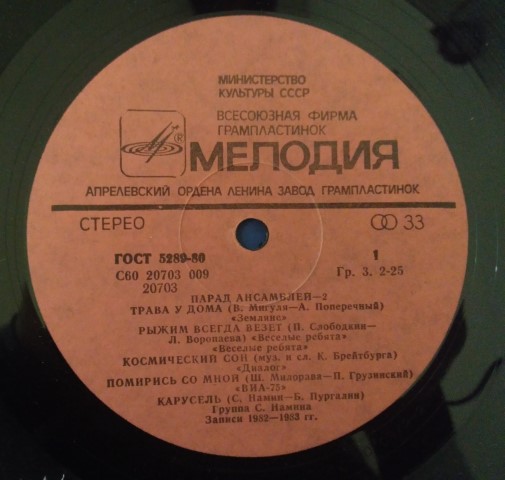 МИНИСТЕРСТВО
КУЛЬТУРЫ СССР
ВСЕСОЮЗНАЯ ФИРМА
ГРАМПЛАСТИНОК
® МЕЛОДИЯ
АПРЕЛЕВСКИЙ ОРДЕНА ЛЕНИНА ЗАВОД ГРАМПЛАСТИНОК
СТЕРЕО 33
ГОСТ 5289-80 1
С60 20703 009 Гр. 3. 2-25
20703
ПАРАД АНСАМБЛЕЙ—2
ТРАВА У ДОМА (В. Мигуля—А. Поперечный)
«Земляне»
РЫЖИМ ВСЕГДА ВЕЗЕТ (П. Слободкин—
Л. Воропаева) «Веселые ребята»
«Веселые ребята»
КОСМИЧЕСКИЙ СОН (муз. и сл. К. Брейтбурга)
«Диалог»
ПОМИРИСЬ СО МНОЙ (Ш. Милорава—П. Грузинский)
«ВИА-75»
КАРУСЕЛЬ (С. Намин—Б. Пургалин)
Группа С. Намина
Записи 1982—1983 гг.